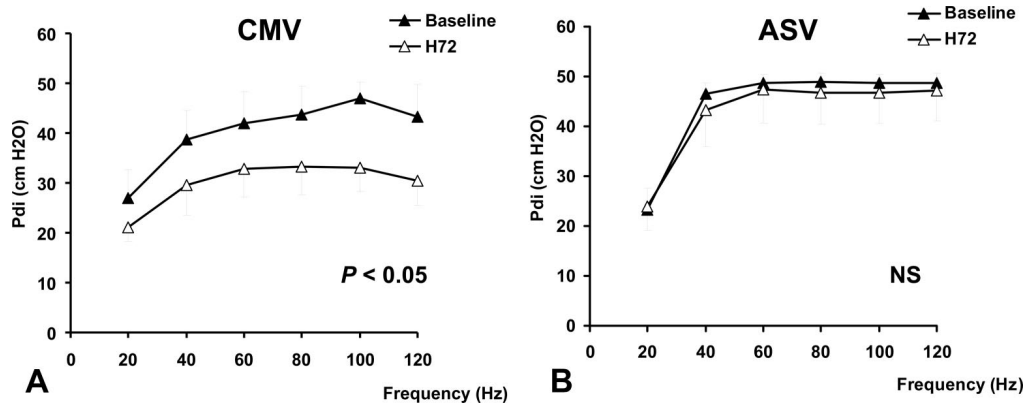 CMV
Baseline
H72
60
50
40
30
20
10
0
Pdi (cm H2O)
P < 0.05
0 20 40 60 80 100 120
A
Frequency (Hz)
ASV
Baseline
H72
60
50
40
30
20
10
0
Pdi (cm H2O)
NS
0 20 40 60 80 100 120
B
Frequency (Hz)